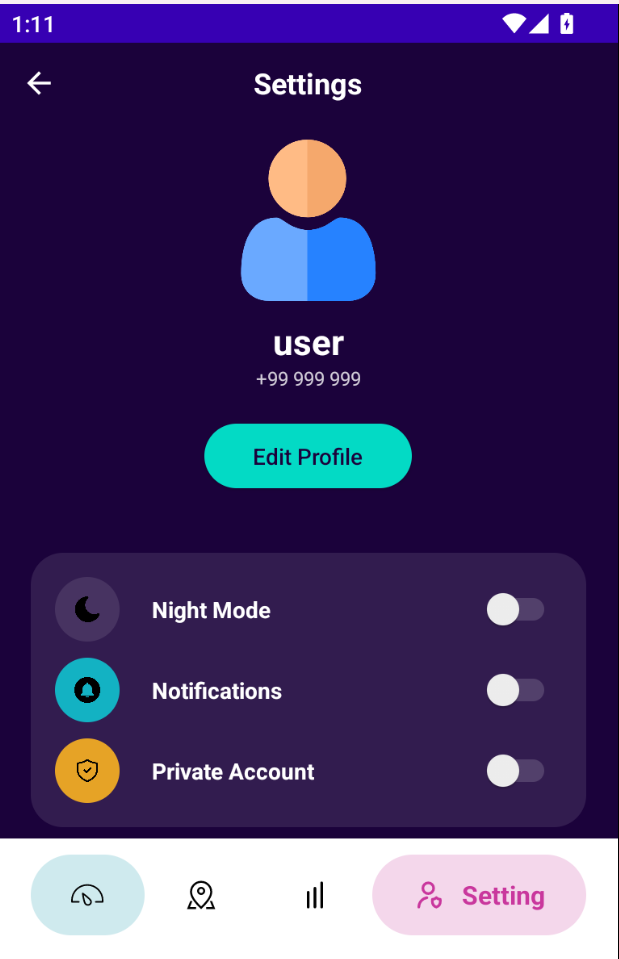 1:11
Settings
user
+99 999 999
Edit Profile
Night Mode
Notifications
Private Account
Setting